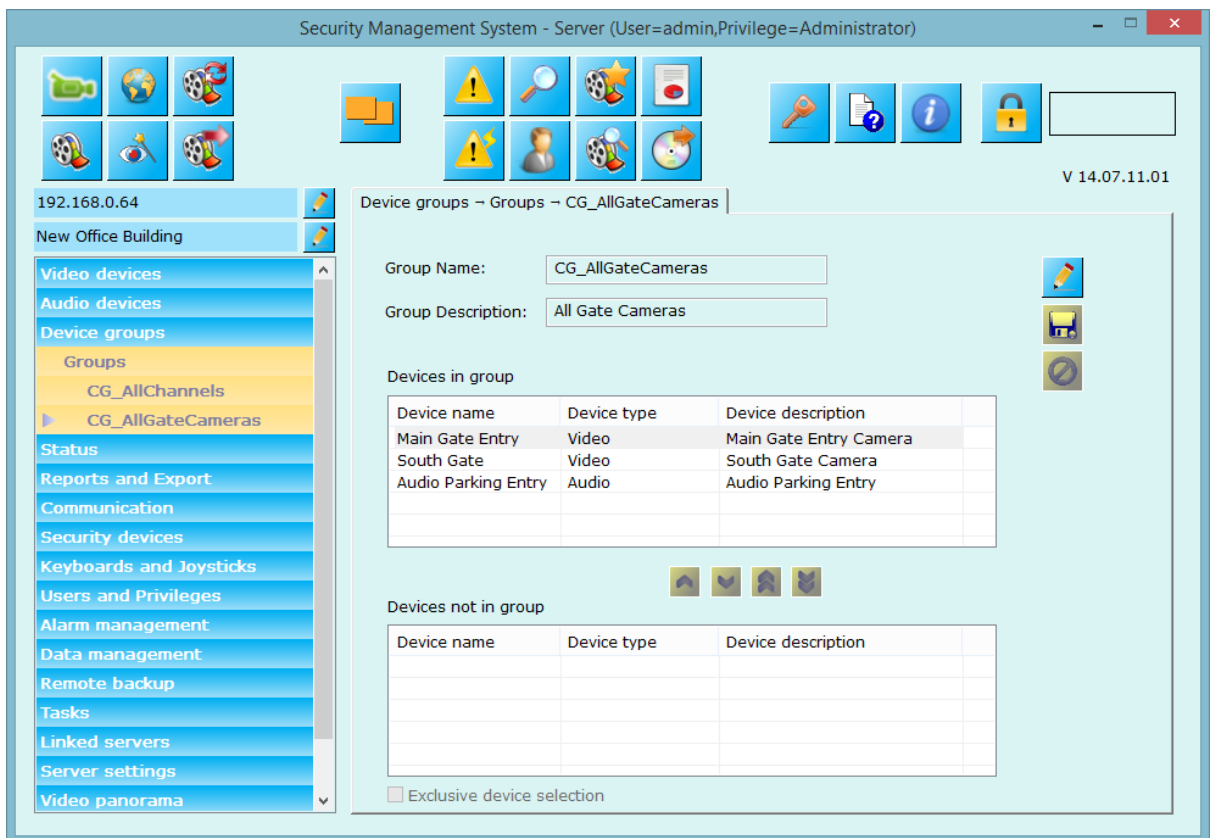 Security Management System - Server (User=admin,Privilege=Administrator)
V 14.07.11.01
192.168.0.64
New Office Building
Video devices
Audio devices
Device groups
Groups
CG_AllChannels
CG_AllGateCameras
Status
Reports and Export
Communication
Security devices
Keyboards and Joysticks
Users and Privileges
Alarm management
Data management
Remote backup
Tasks
Linked servers
Server settings
Video panorama
Device groups → Groups → CG_AllGateCameras
Group Name: CG_AllGateCameras
Group Description: All Gate Cameras
Devices in group
Device name Device type Device description
Main Gate Entry Video Main Gate Entry Camera
South Gate Video South Gate Camera
Audio Parking Entry Audio Audio Parking Entry
Devices not in group
Device name Device type Device description
Exclusive device selection